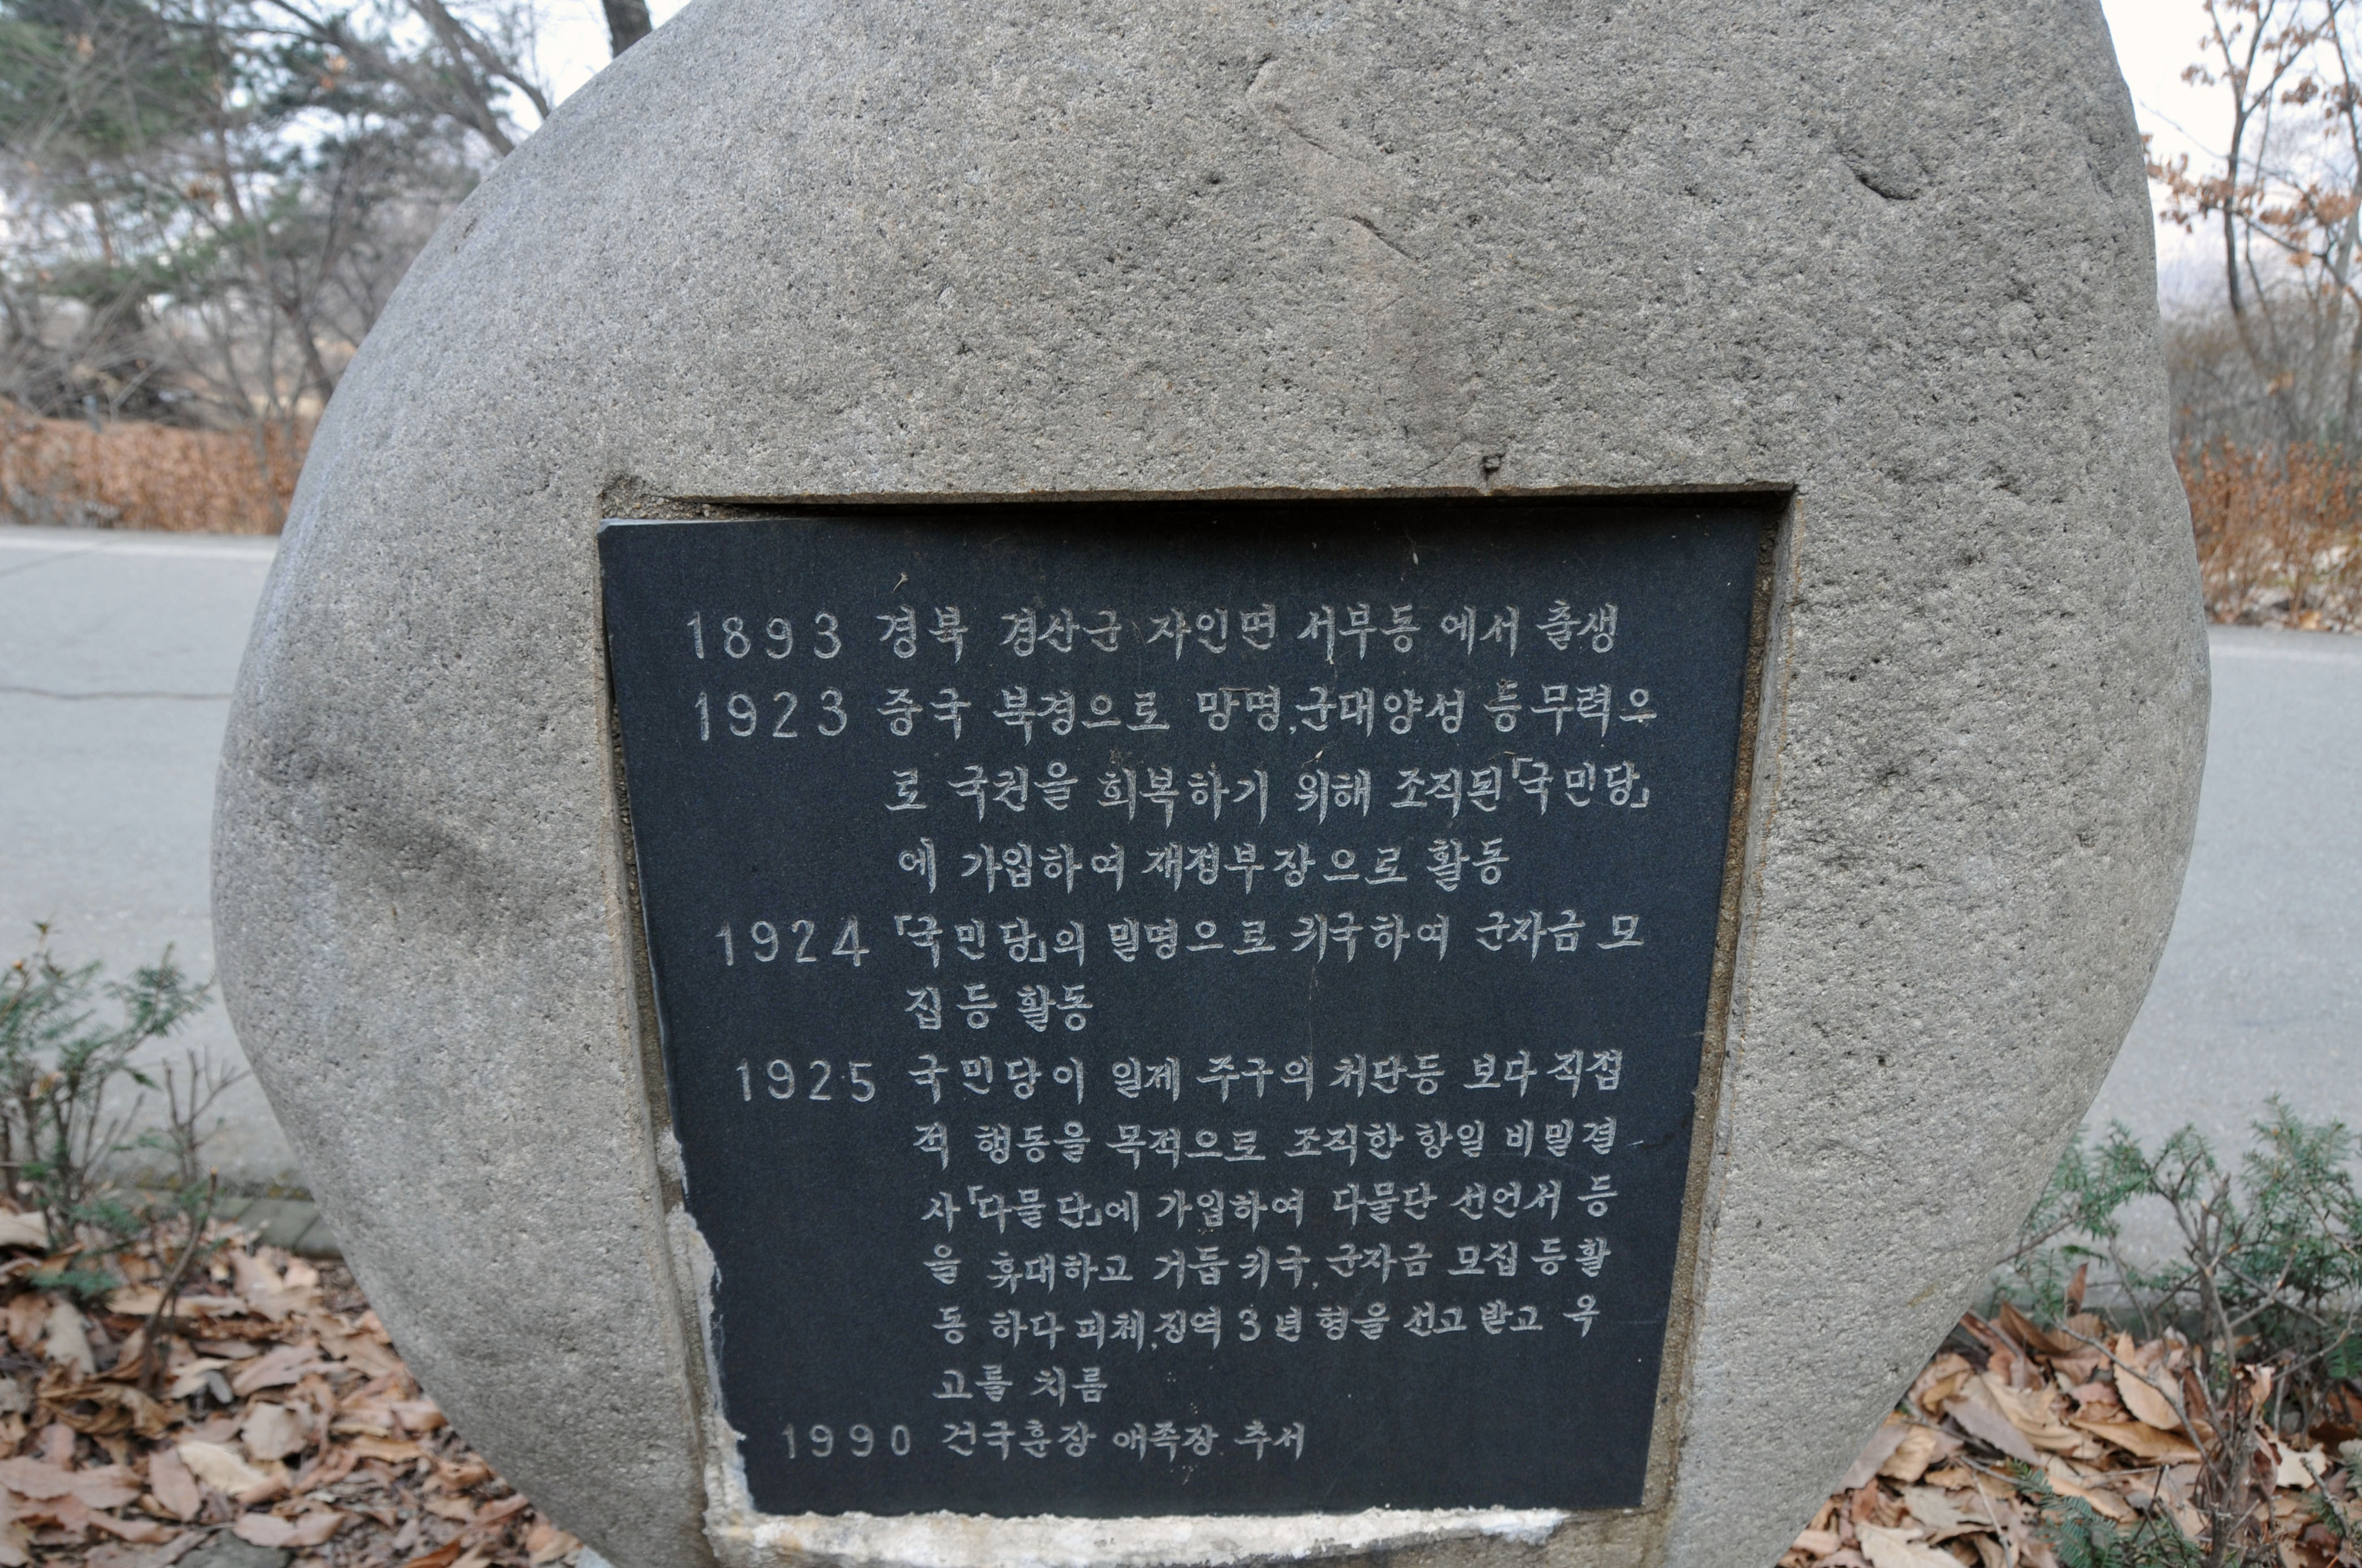 1893 경북 경산군 자인면 서부동 에서 출생
1923 중국 북경으로 망명,군대양성 등 무력으
로 국권을 회복하기 위해 조직된「국민당」
에 가입하여 재정부장으로 활동
1924 「국민당」의 밀명으로 귀국하여 군자금 모
집 등 활동
1925 국민당이 일제 주구의 처단등 보다 직접
적 행동을 목적으로 조직한 항일 비밀결
사「다물단」에 가입하여 다물단 선언서 등
을 휴대하고 거듭 귀국, 군자금 모집 등 활
동 하다 피체,징역 3년 형을 선고 받고 옥
고를 치름
1990 건국훈장 애족장 추서